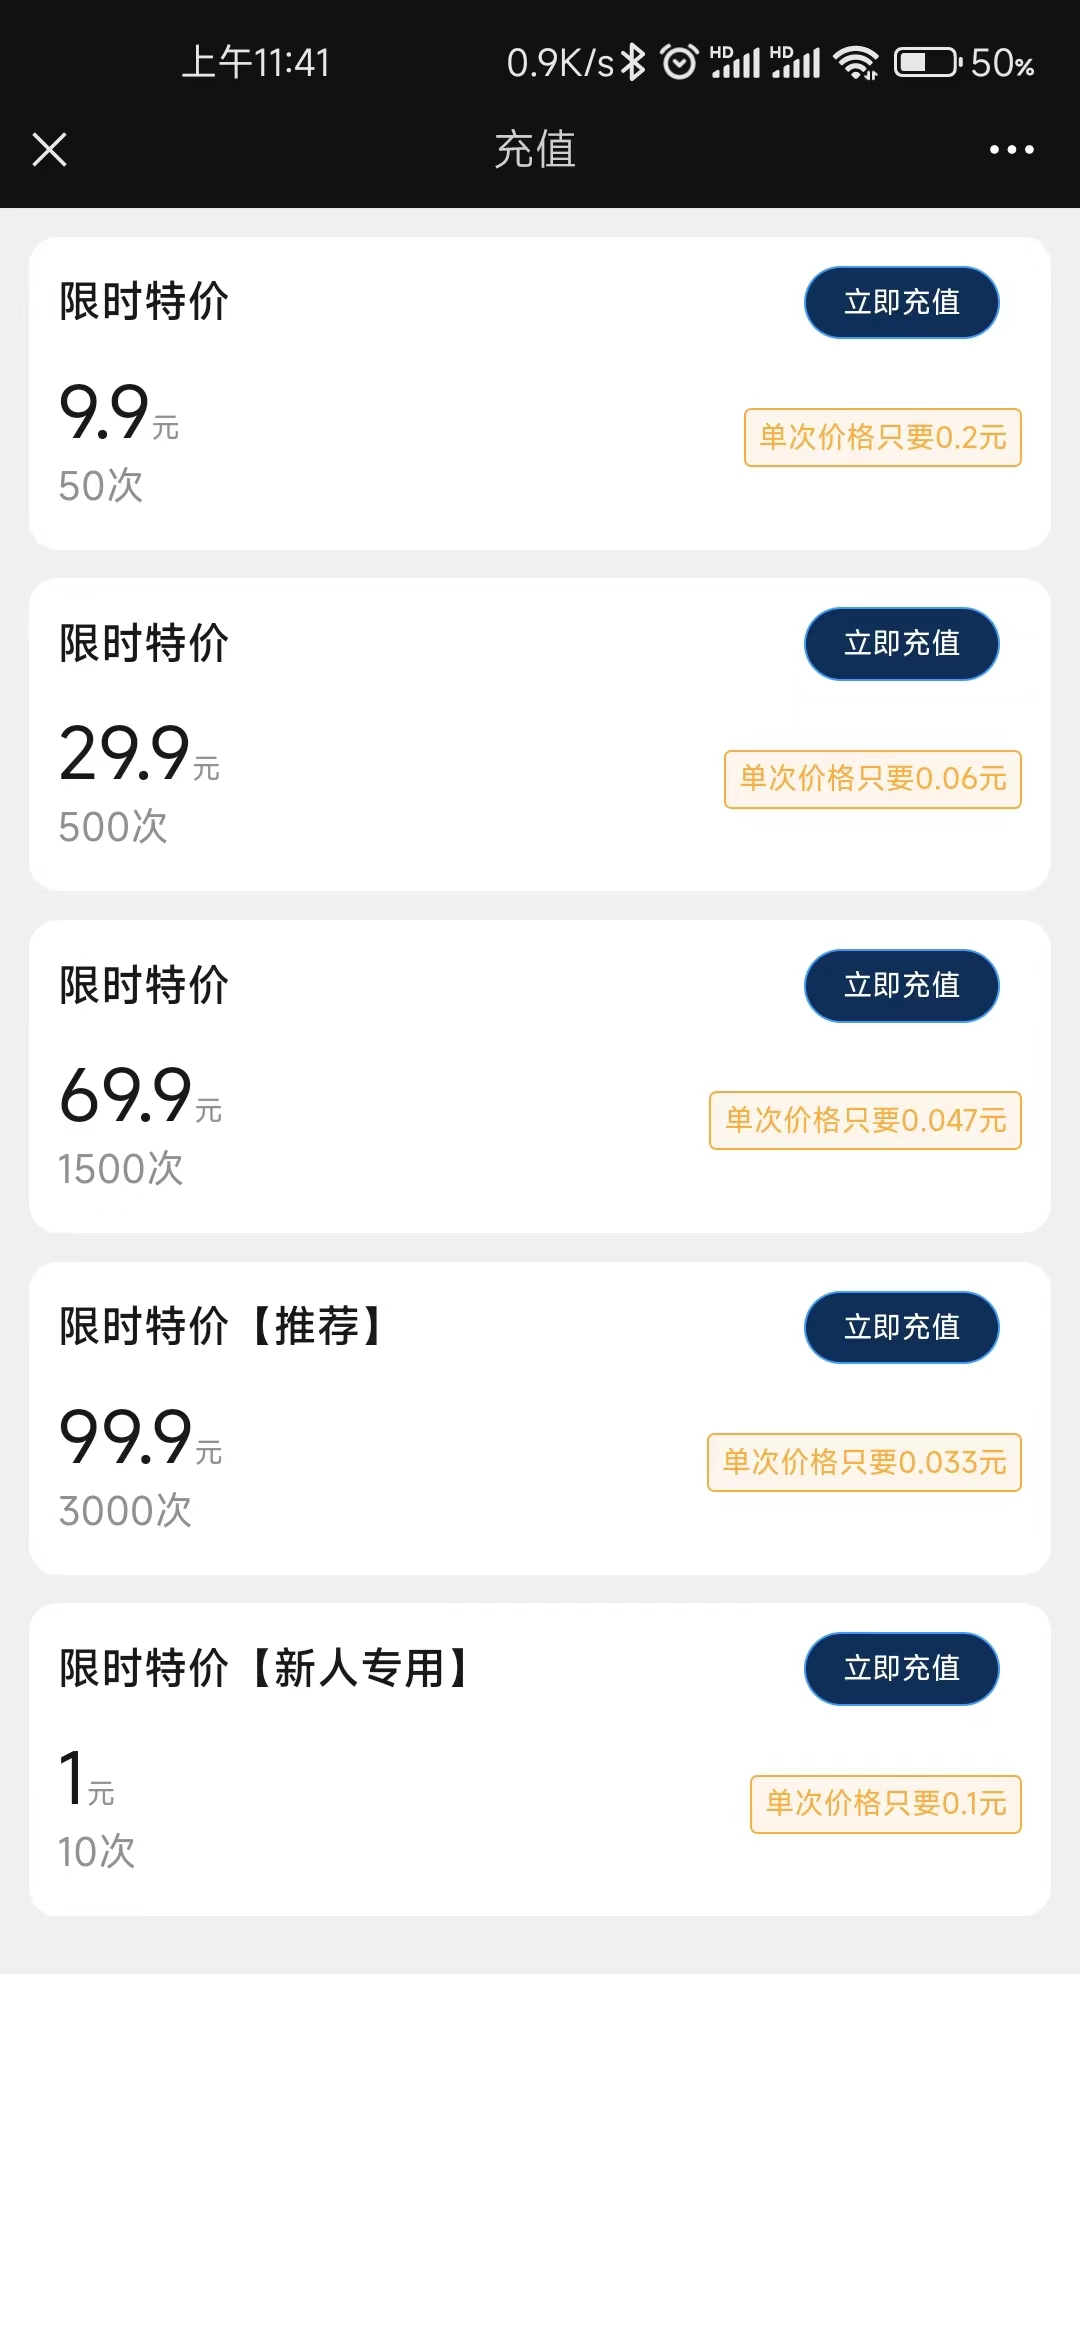 上午11:41 0.9K/s HD HD 50%
充值
限时特价 立即充值
9.9元 单次价格只要0.2元
50次
限时特价 立即充值
29.9元 单次价格只要0.06元
500次
限时特价 立即充值
69.9元 单次价格只要0.047元
1500次
限时特价【推荐】 立即充值
99.9元 单次价格只要0.033元
3000次
限时特价【新人专用】 立即充值
1元 单次价格只要0.1元
10次